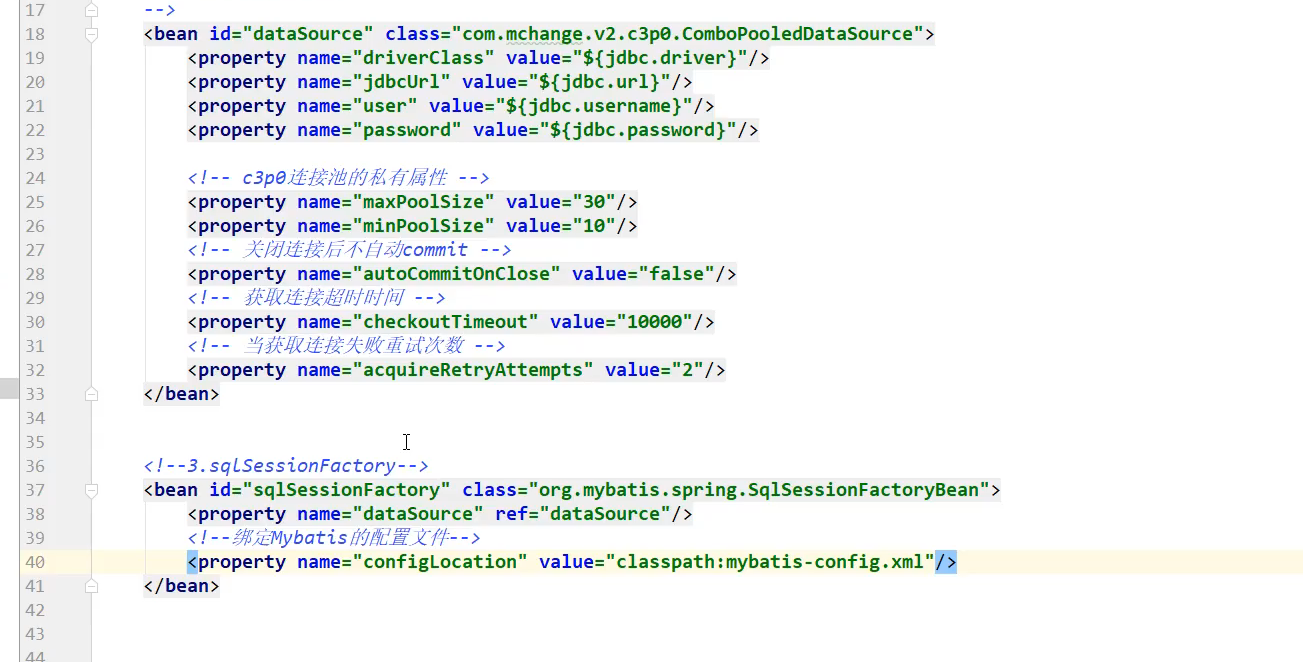 17 -->
18 <bean id="dataSource" class="com.mchange.v2.c3p0.ComboPooledDataSource">
19 <property name="driverClass" value="${jdbc.driver}"/>
20 <property name="jdbcUrl" value="${jdbc.url}"/>
21 <property name="user" value="${jdbc.username}"/>
22 <property name="password" value="${jdbc.password}"/>
23
24 <!-- c3p0连接池的私有属性 -->
25 <property name="maxPoolSize" value="30"/>
26 <property name="minPoolSize" value="10"/>
27 <!-- 关闭连接后不自动commit -->
28 <property name="autoCommitOnClose" value="false"/>
29 <!-- 获取连接超时时间 -->
30 <property name="checkoutTimeout" value="10000"/>
31 <!-- 当获取连接失败重试次数 -->
32 <property name="acquireRetryAttempts" value="2"/>
33 </bean>
34
35
36 <!--3.sqlSessionFactory-->
37 <bean id="sqlSessionFactory" class="org.mybatis.spring.SqlSessionFactoryBean">
38 <property name="dataSource" ref="dataSource"/>
39 <!--绑定Mybatis的配置文件-->
40 <property name="configLocation" value="classpath:mybatis-config.xml"/>
41 </bean>
42
43
44